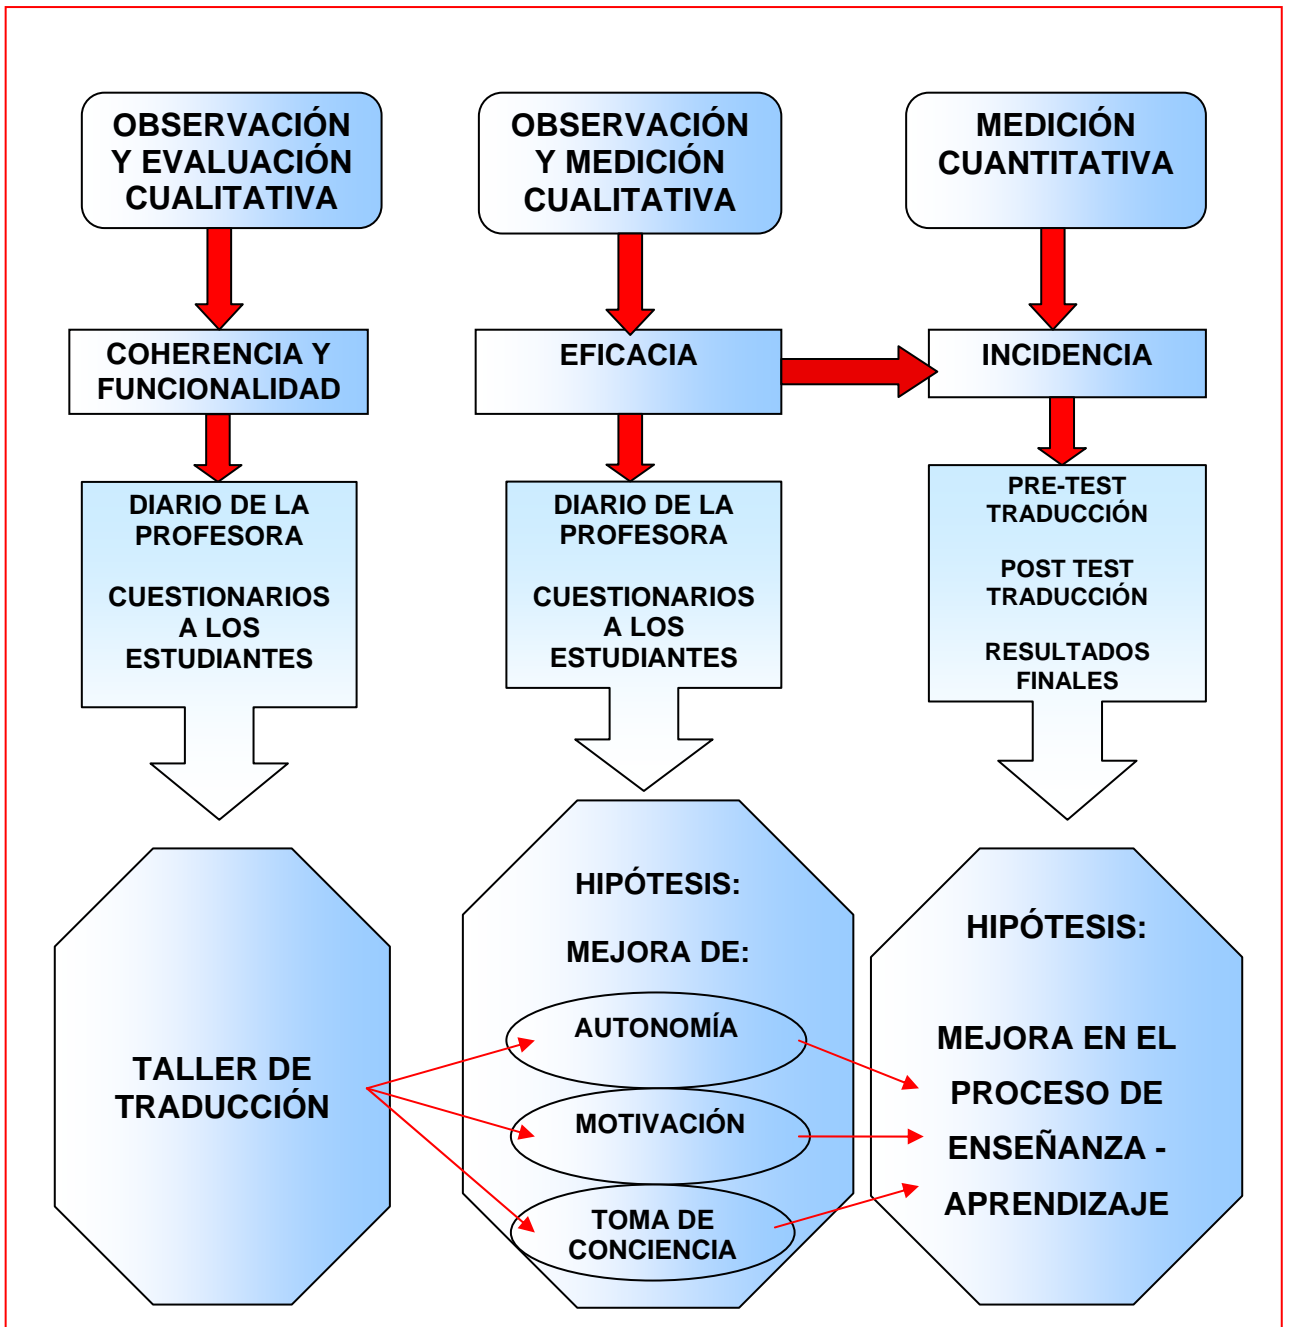 OBSERVACIÓN
Y EVALUACIÓN
CUALITATIVA
OBSERVACIÓN
Y MEDICIÓN
CUALITATIVA
MEDICIÓN
CUANTITATIVA
COHERENCIA Y
FUNCIONALIDAD
EFICACIA
INCIDENCIA
DIARIO DE LA
PROFESORA
CUESTIONARIOS
A LOS
ESTUDIANTES
DIARIO DE LA
PROFESORA
CUESTIONARIOS
A LOS
ESTUDIANTES
PRE-TEST
TRADUCCIÓN
POST TEST
TRADUCCIÓN
RESULTADOS
FINALES
TALLER DE
TRADUCCIÓN
HIPÓTESIS:
MEJORA DE:
AUTONOMÍA
MOTIVACIÓN
TOMA DE
CONCIENCIA
HIPÓTESIS:
MEJORA EN EL
PROCESO DE
ENSEÑANZA -
APRENDIZAJE